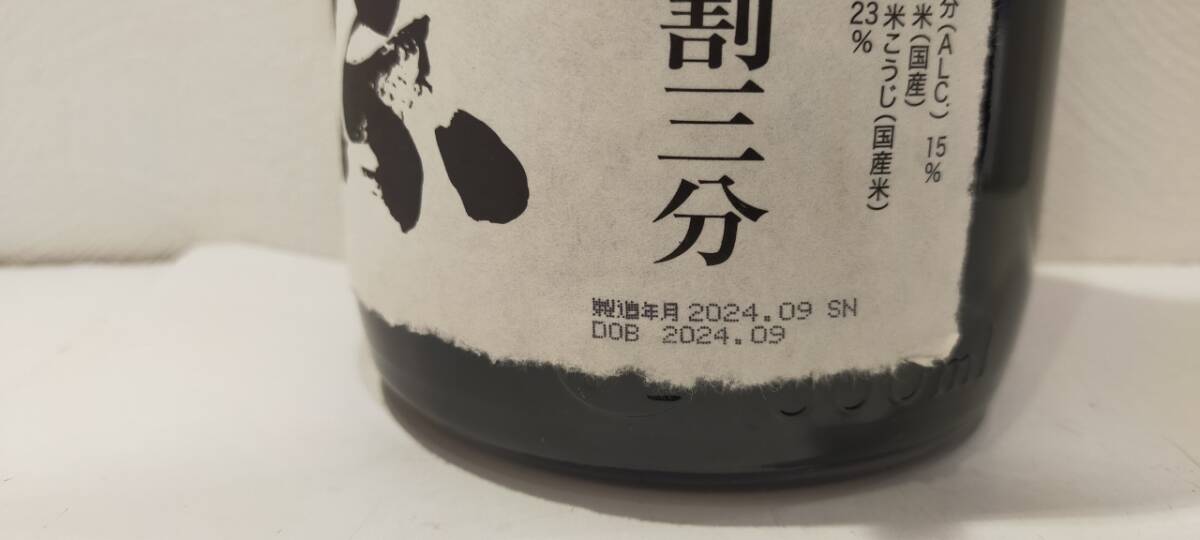 分(ALC.) 15%
米(国産)
米こうじ(国産米)
23%
割三分
製造年月 2024.09 SN
DOB 2024.09